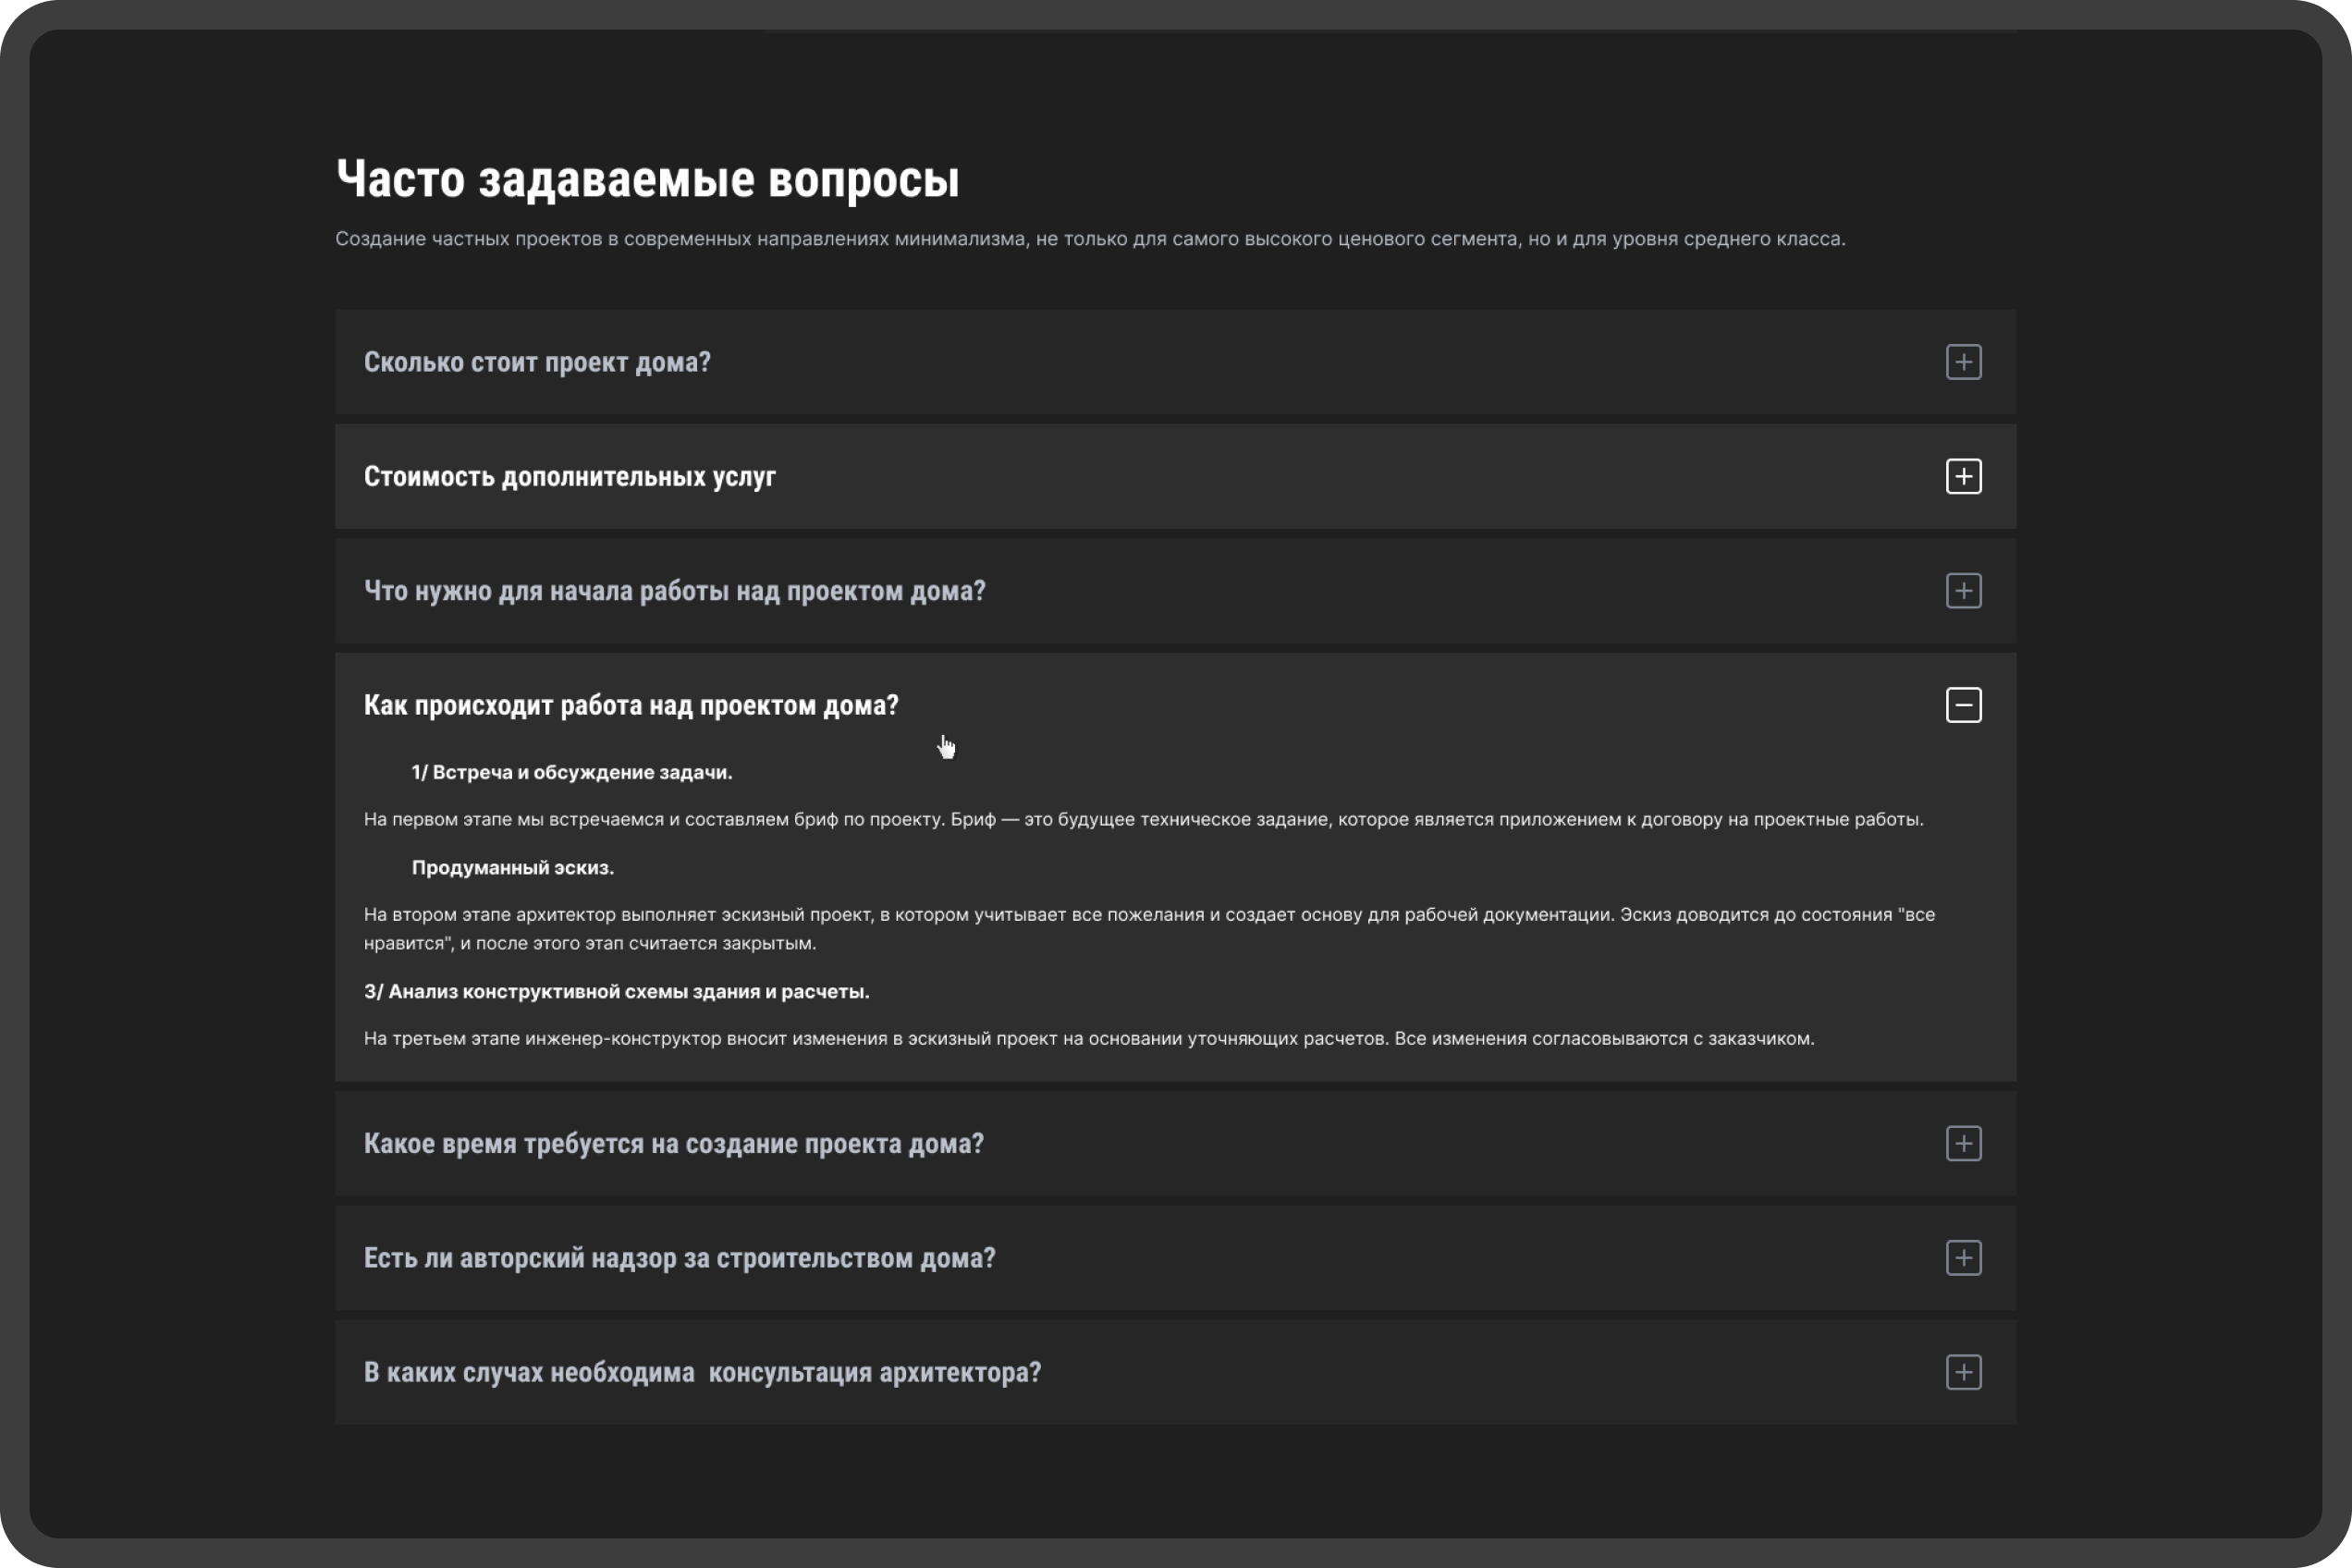 Часто задаваемые вопросы
Создание частных проектов в современных направлениях минимализма, не только для самого высокого ценового сегмента, но и для уровня среднего класса.
Сколько стоит проект дома?
Стоимость дополнительных услуг
Что нужно для начала работы над проектом дома?
Как происходит работа над проектом дома?
1/ Встреча и обсуждение задачи.
На первом этапе мы встречаемся и составляем бриф по проекту. Бриф — это будущее техническое задание, которое является приложением к договору на проектные работы.
Продуманный эскиз.
На втором этапе архитектор выполняет эскизный проект, в котором учитывает все пожелания и создает основу для рабочей документации. Эскиз доводится до состояния "все
нравится", и после этого этап считается закрытым.
3/ Анализ конструктивной схемы здания и расчеты.
На третьем этапе инженер-конструктор вносит изменения в эскизный проект на основании уточняющих расчетов. Все изменения согласовываются с заказчиком.
Какое время требуется на создание проекта дома?
Есть ли авторский надзор за строительством дома?
В каких случах необходима  консультация архитектора?